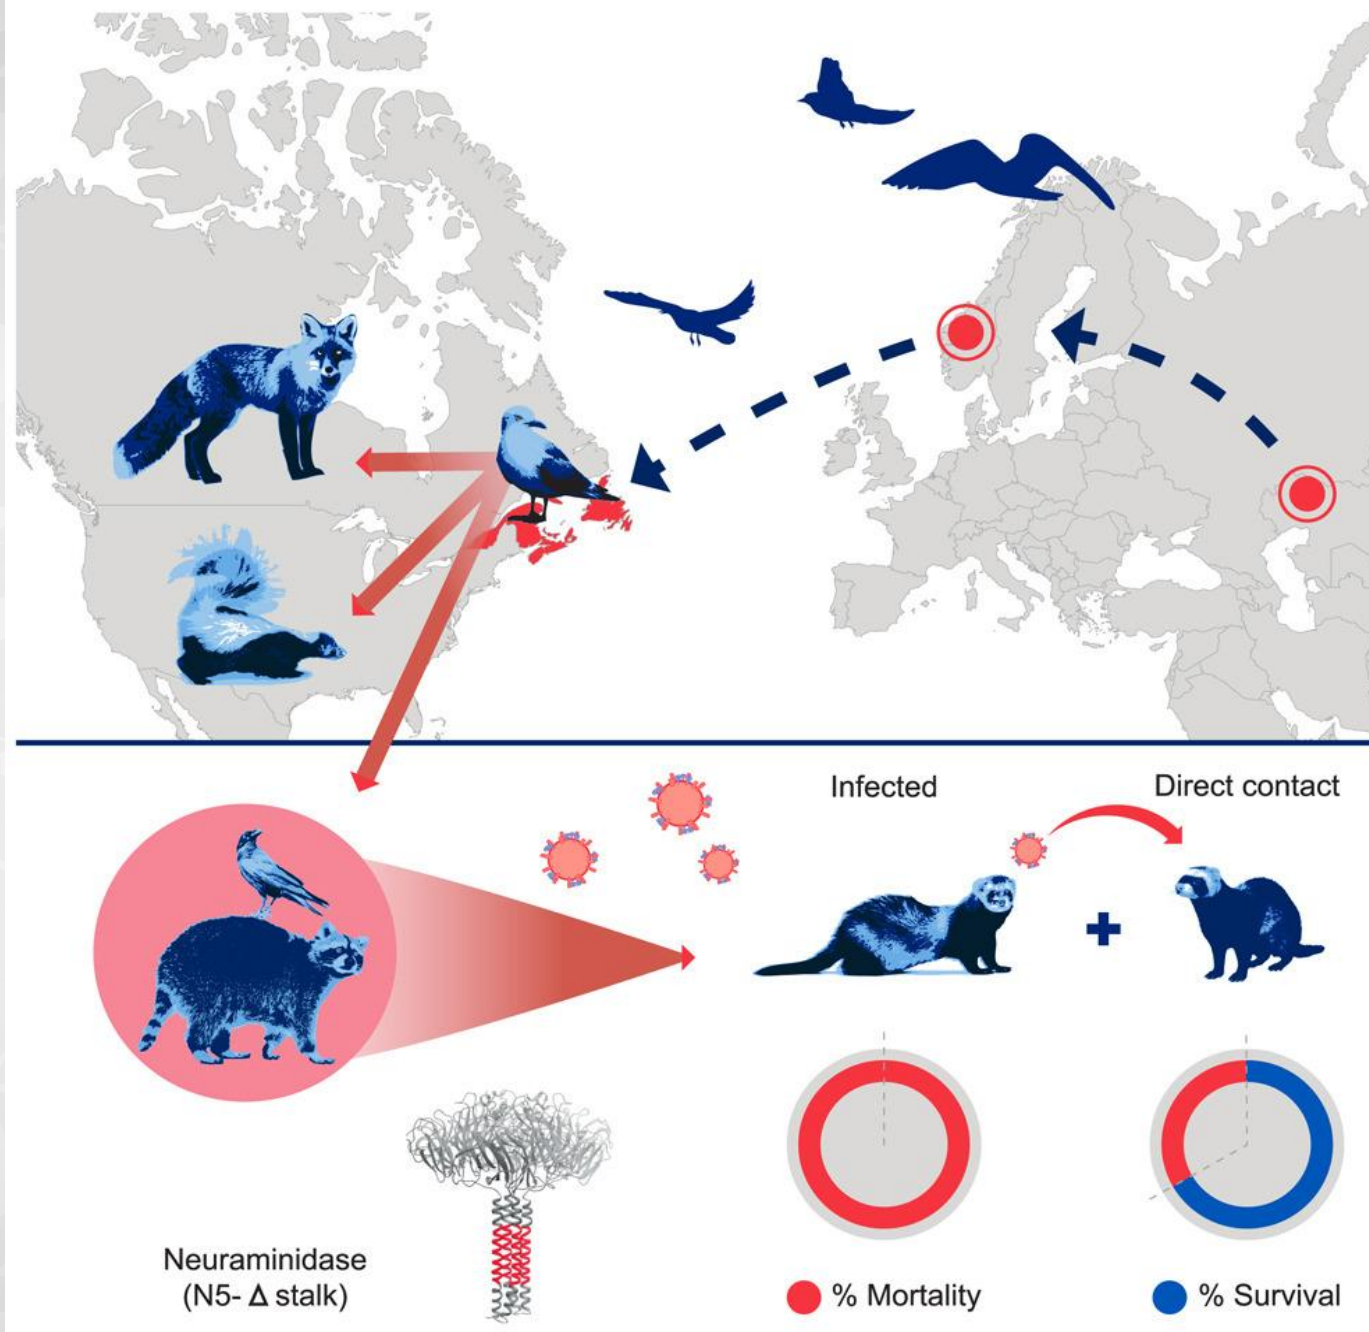 Infected
Direct contact
Neuraminidase
(N5- Δ stalk)
% Mortality
% Survival